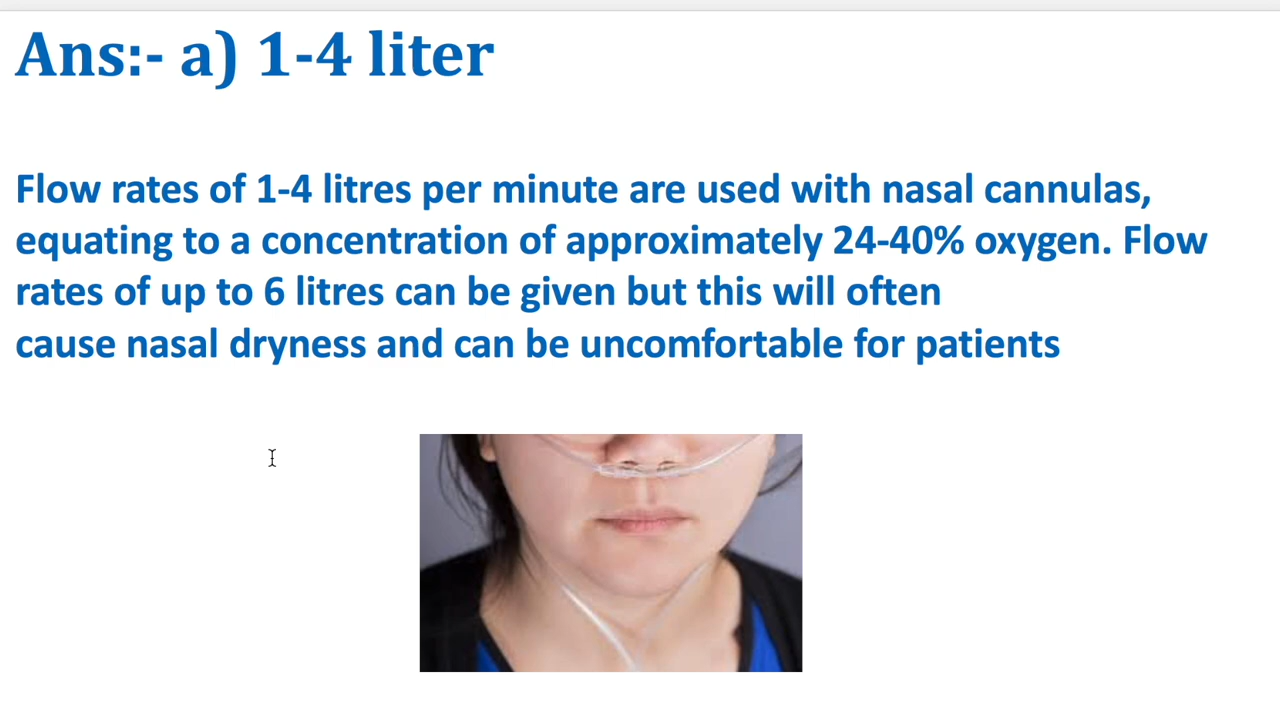 Ans:- a) 1-4 liter
Flow rates of 1-4 litres per minute are used with nasal cannulas,
equating to a concentration of approximately 24-40% oxygen. Flow
rates of up to 6 litres can be given but this will often
cause nasal dryness and can be uncomfortable for patients